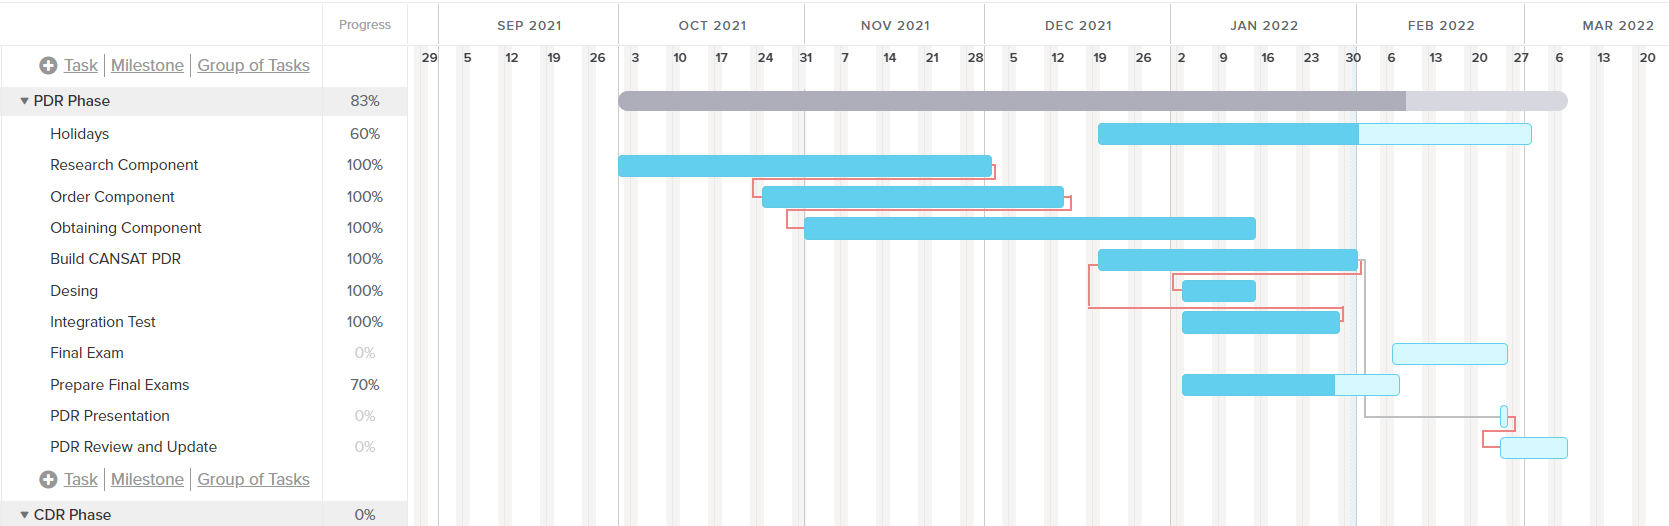 Progress SEP 2021 OCT 2021 NOV 2021 DEC 2021 JAN 2022 FEB 2022 MAR 2022
Task Milestone Group of Tasks 29 5 12 19 26 3 10 17 24 31 7 14 21 28 5 12 19 26 2 9 16 23 30 6 13 20 27 6 13 20
PDR Phase 83%
Holidays 60%
Research Component 100%
Order Component 100%
Obtaining Component 100%
Build CANSAT PDR 100%
Desing 100%
Integration Test 100%
Final Exam 0%
Prepare Final Exams 70%
PDR Presentation 0%
PDR Review and Update 0%
Task Milestone Group of Tasks
CDR Phase 0%